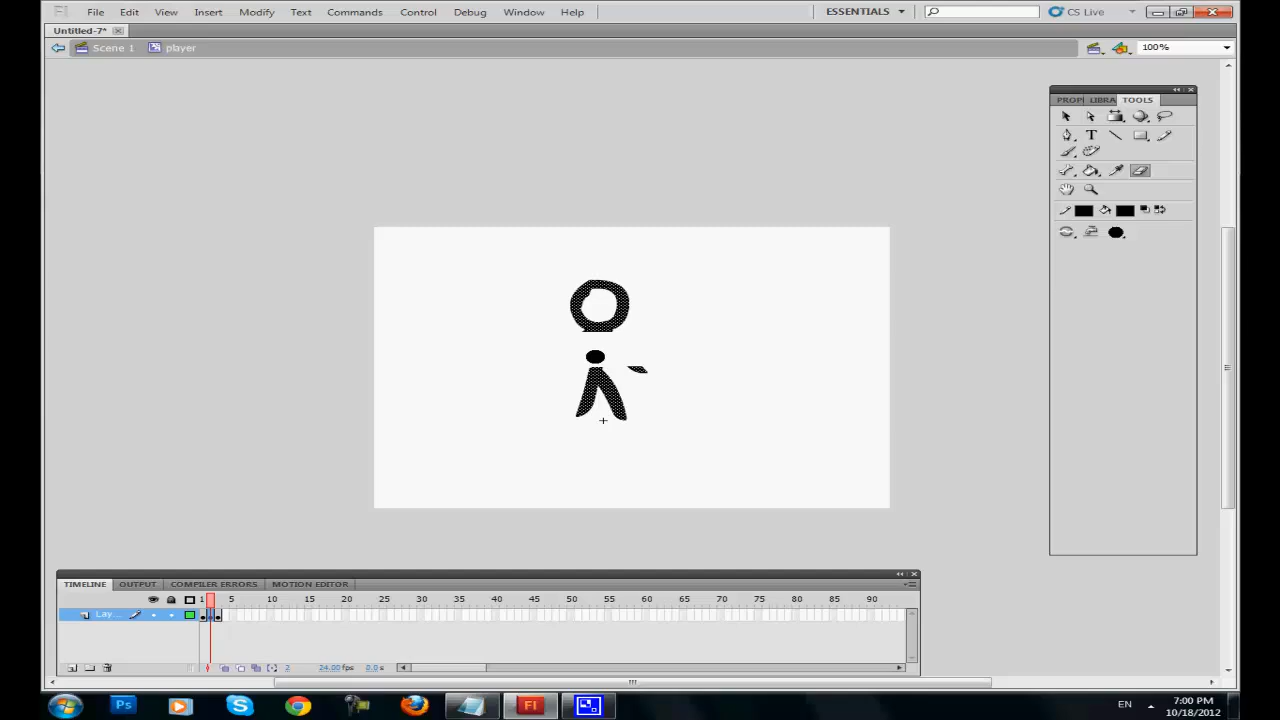 File Edit View Insert Modify Text Commands Control Debug Window Help ESSENTIALS CS Live
Untitled-7*
Scene 1 player 100%
PROP LIBRA TOOLS
TIMELINE OUTPUT COMPILER ERRORS MOTION EDITOR
1 5 10 15 20 25 30 35 40 45 50 55 60 65 70 75 80 85 90
Lay...
2 24.00 fps 0.0 s
Ps Fl
EN 7:00 PM
10/18/2012